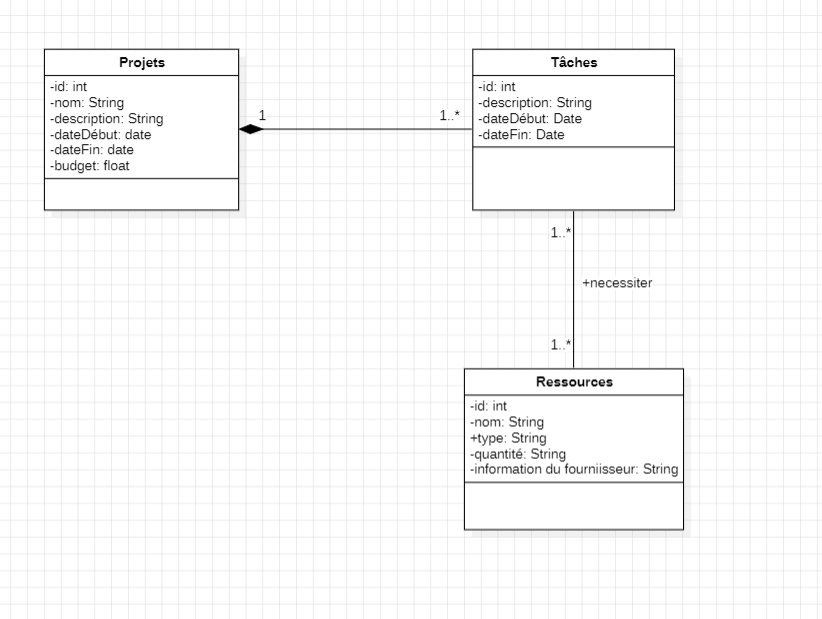 Projets
-id: int
-nom: String
-description: String
-dateDébut: date
-dateFin: date
-budget: float
1
1..*
Tâches
-id: int
-description: String
-dateDébut: Date
-dateFin: Date
1..*
+necessiter
1..*
Ressources
-id: int
-nom: String
+type: String
-quantité: String
-information du fourniisseur: String